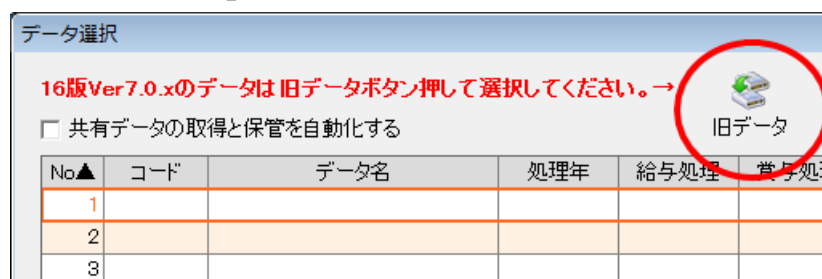 データ選択
16版Ver7.0.xのデータは旧データボタン押して選択してください。→
共有データの取得と保管を自動化する
旧データ
No▲ コード データ名 処理年 給与処理 賞与処
1
2
3